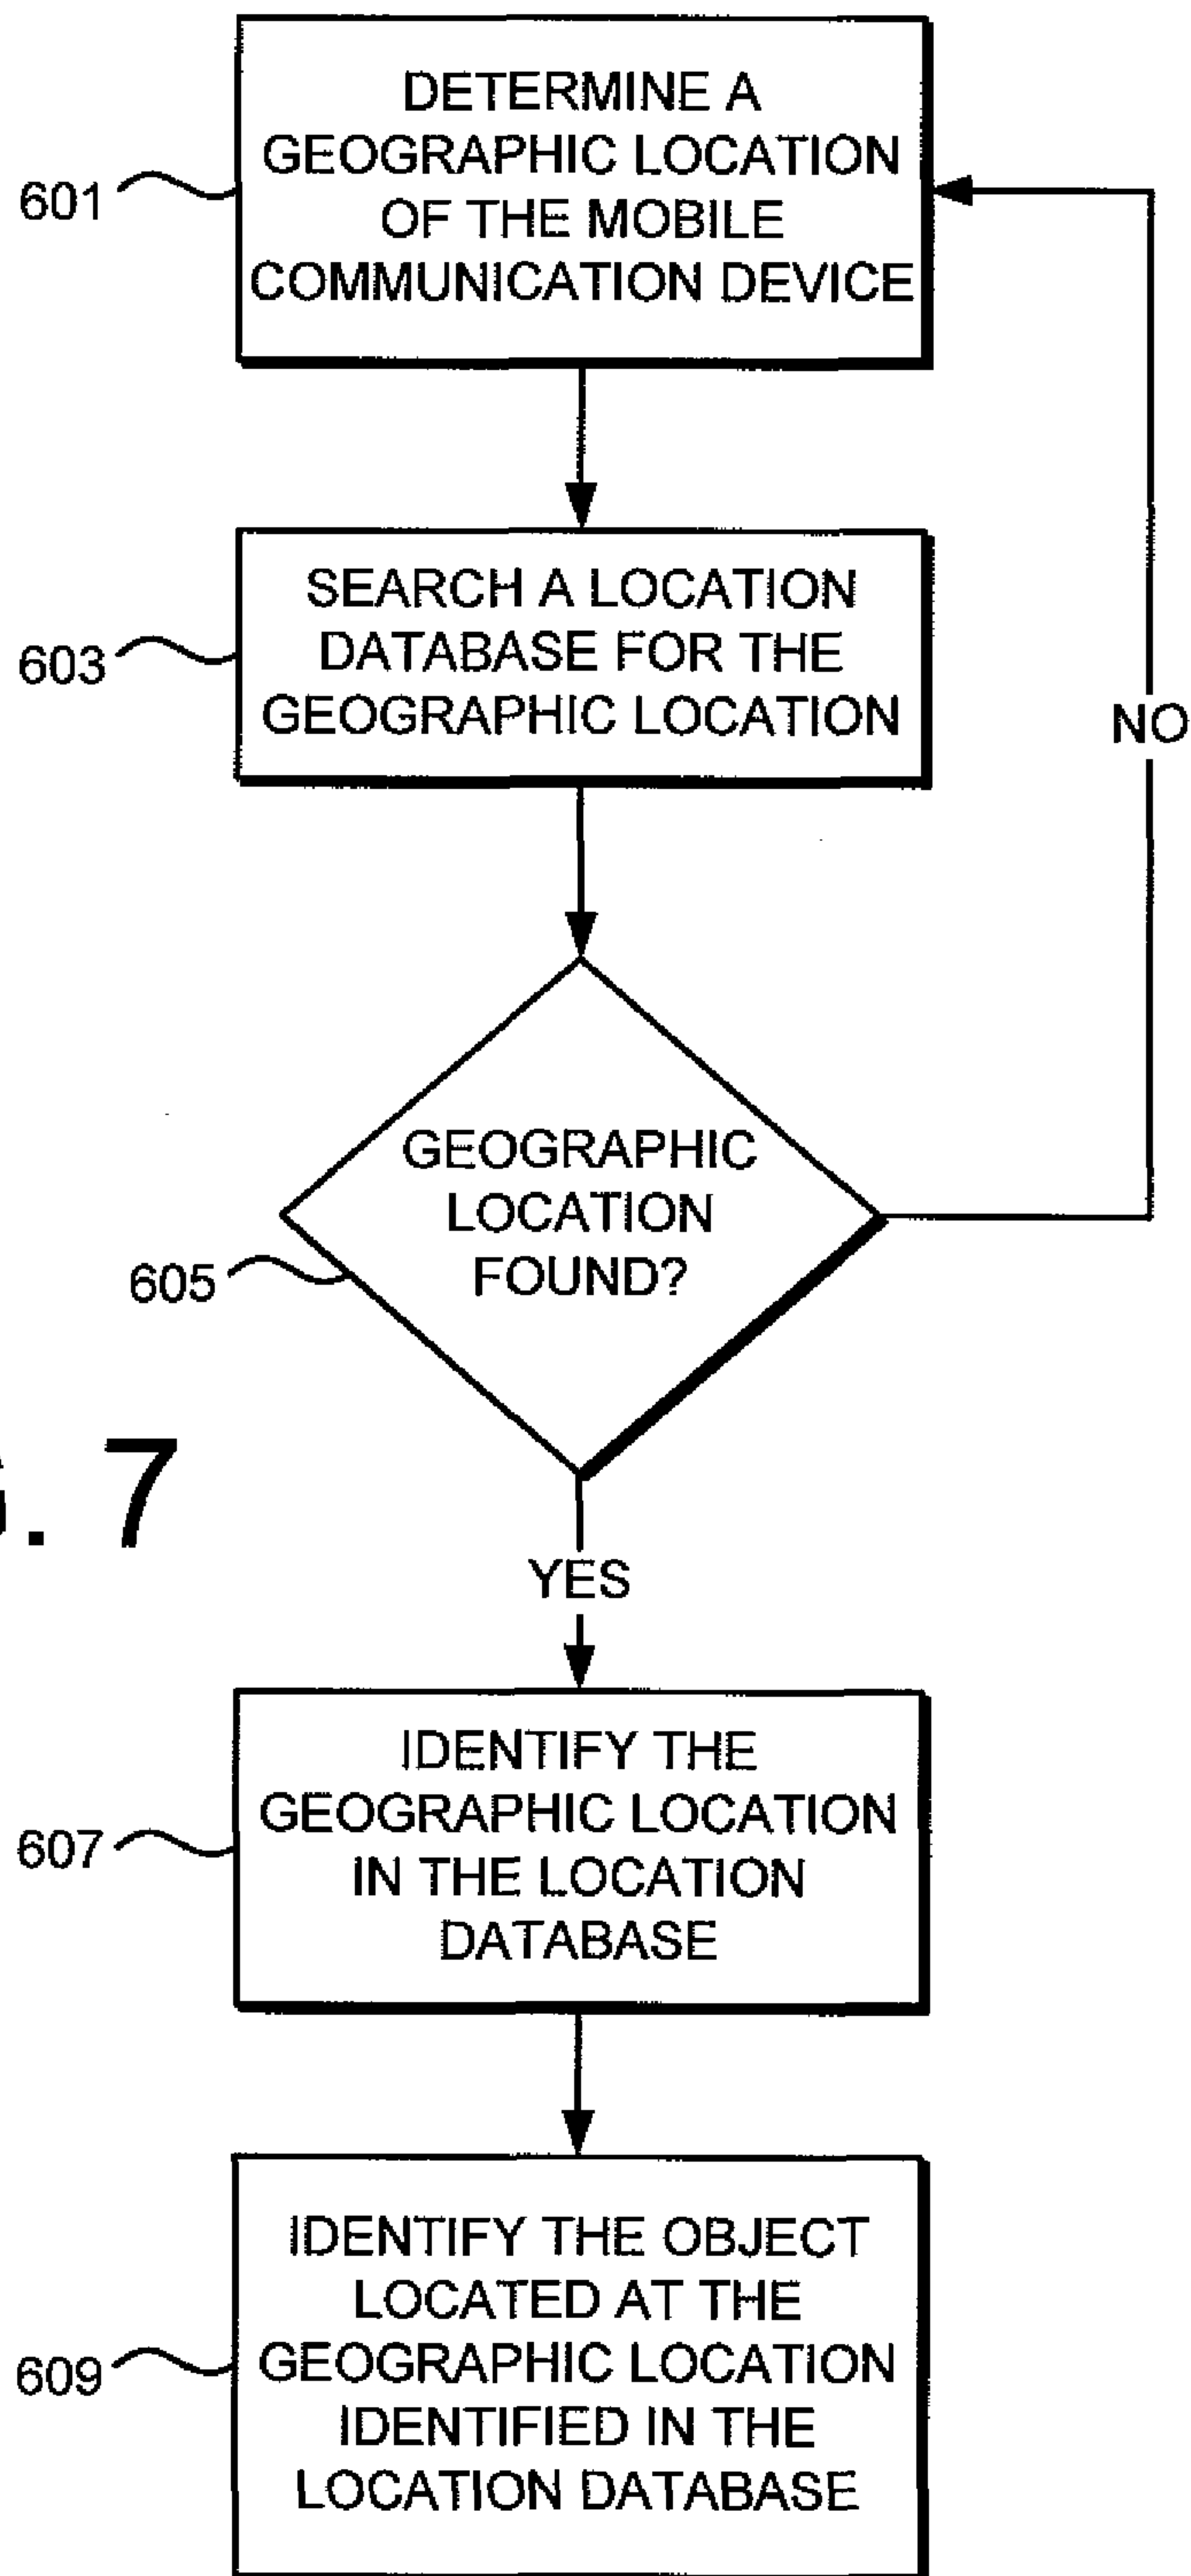 DETERMINE A
GEOGRAPHIC LOCATION
OF THE MOBILE
COMMUNICATION DEVICE
601
SEARCH A LOCATION
DATABASE FOR THE
GEOGRAPHIC LOCATION
603
NO
GEOGRAPHIC
LOCATION
FOUND?
605
. 7
YES
IDENTIFY THE
GEOGRAPHIC LOCATION
IN THE LOCATION
DATABASE
607
IDENTIFY THE OBJECT
LOCATED AT THE
GEOGRAPHIC LOCATION
IDENTIFIED IN THE
LOCATION DATABASE
609